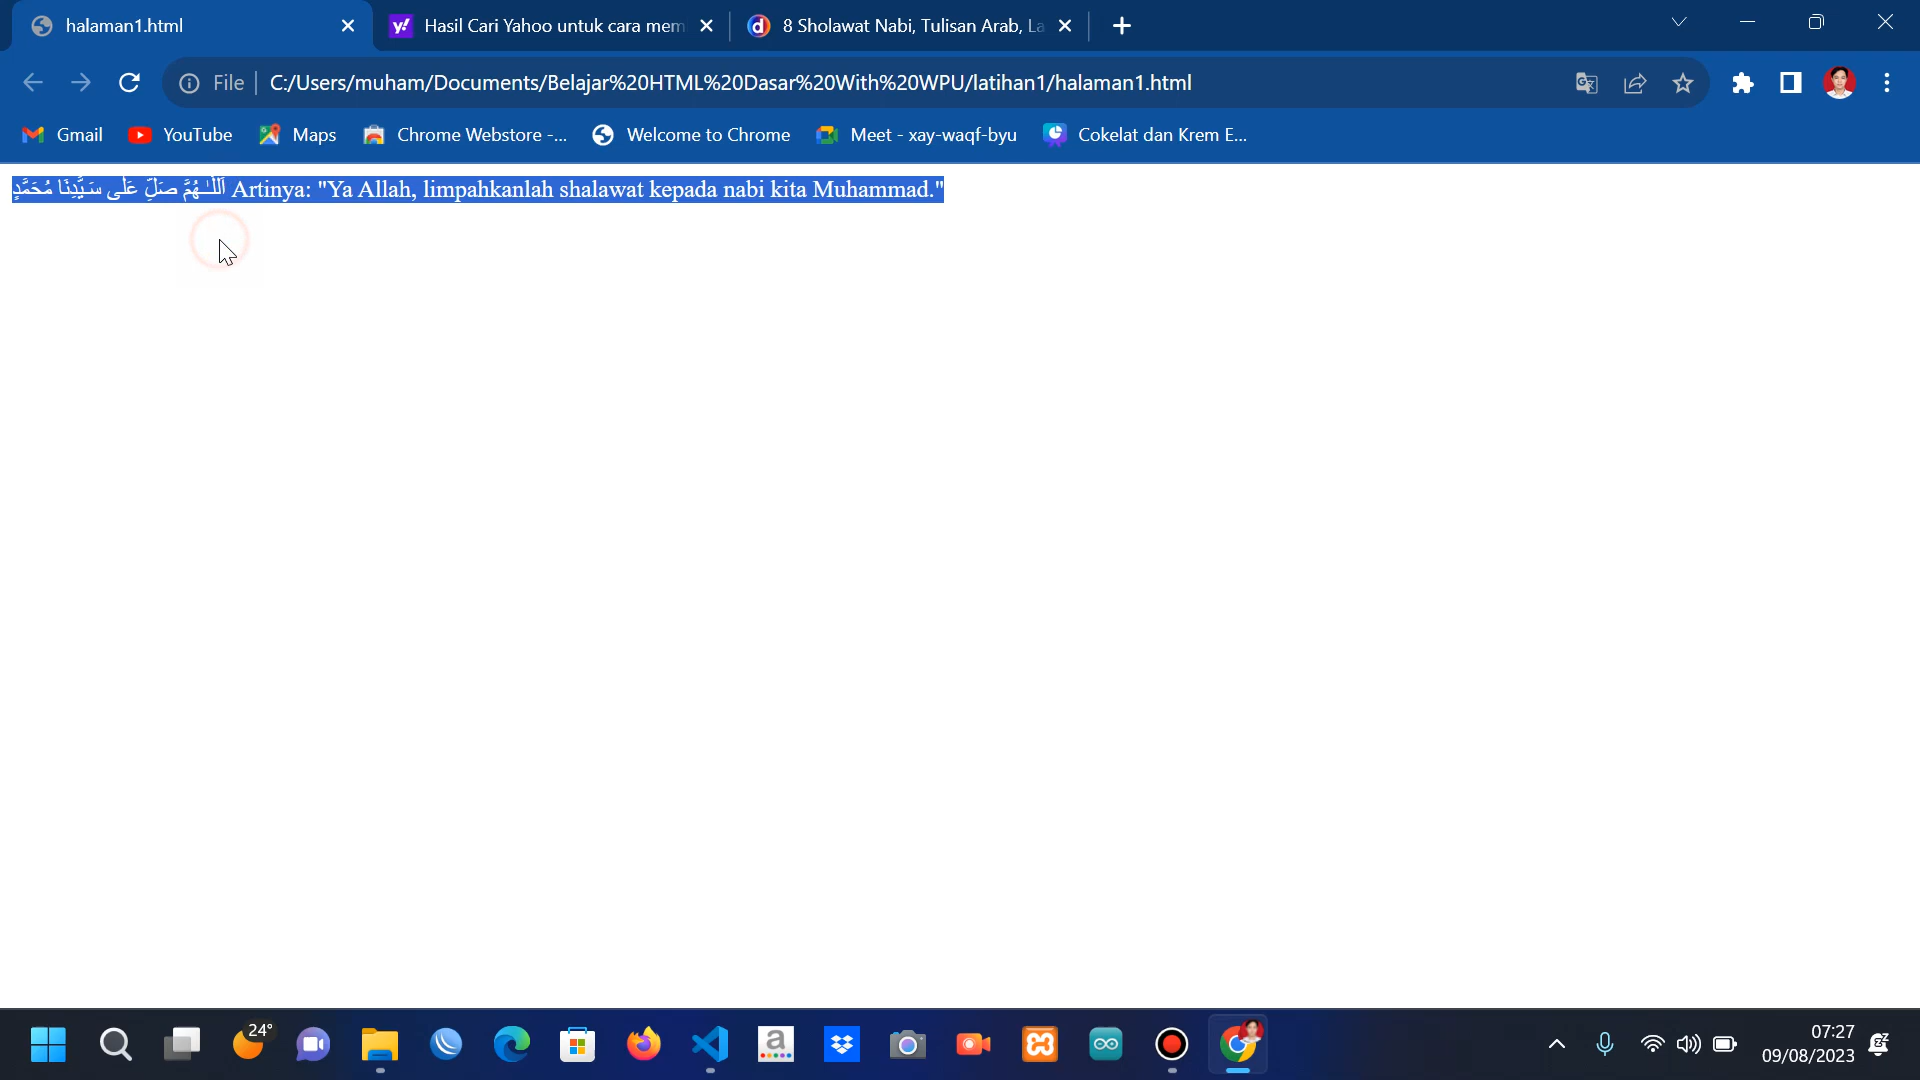 halaman1.html
Hasil Cari Yahoo untuk cara mem
8 Sholawat Nabi, Tulisan Arab, La
File
C:/Users/muham/Documents/Belajar%20HTML%20Dasar%20With%20WPU/latihan1/halaman1.html
Gmail
YouTube
Maps
Chrome Webstore -...
Welcome to Chrome
Meet - xay-waqf-byu
Cokelat dan Krem E...
اَللّٰهُمَّ صَلِّ عَلَى سَيِّدِنَا مُحَمَّدٍ Artinya: "Ya Allah, limpahkanlah shalawat kepada nabi kita Muhammad."
24°
07:27
09/08/2023